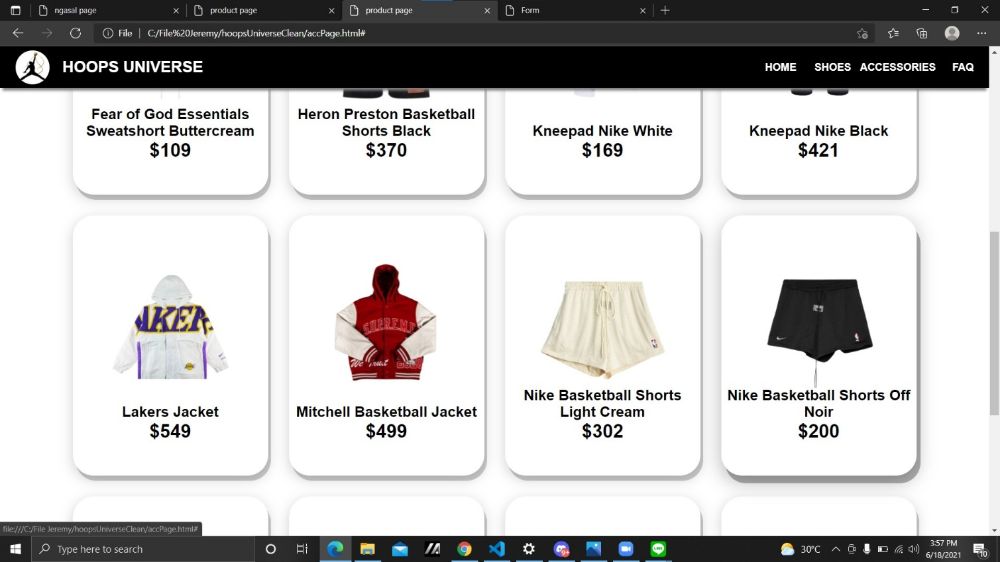 ngasal page
product page
product page
Form
File
C:/File%20Jeremy/hoopsUniverseClean/accPage.html#
HOOPS UNIVERSE
HOME SHOES ACCESSORIES FAQ
Fear of God Essentials
Sweatshort Buttercream
$109
Heron Preston Basketball
Shorts Black
$370
Kneepad Nike White
$169
Kneepad Nike Black
$421
AKER
Lakers Jacket
$549
SUPREME
We Trust
Mitchell Basketball Jacket
$499
Nike Basketball Shorts
Light Cream
$302
Nike Basketball Shorts Off
Noir
$200
file:///C:/File Jeremy/hoopsUniverseClean/accPage.html#
Type here to search
9+
LINE
30°C
3:57 PM
6/18/2021
10